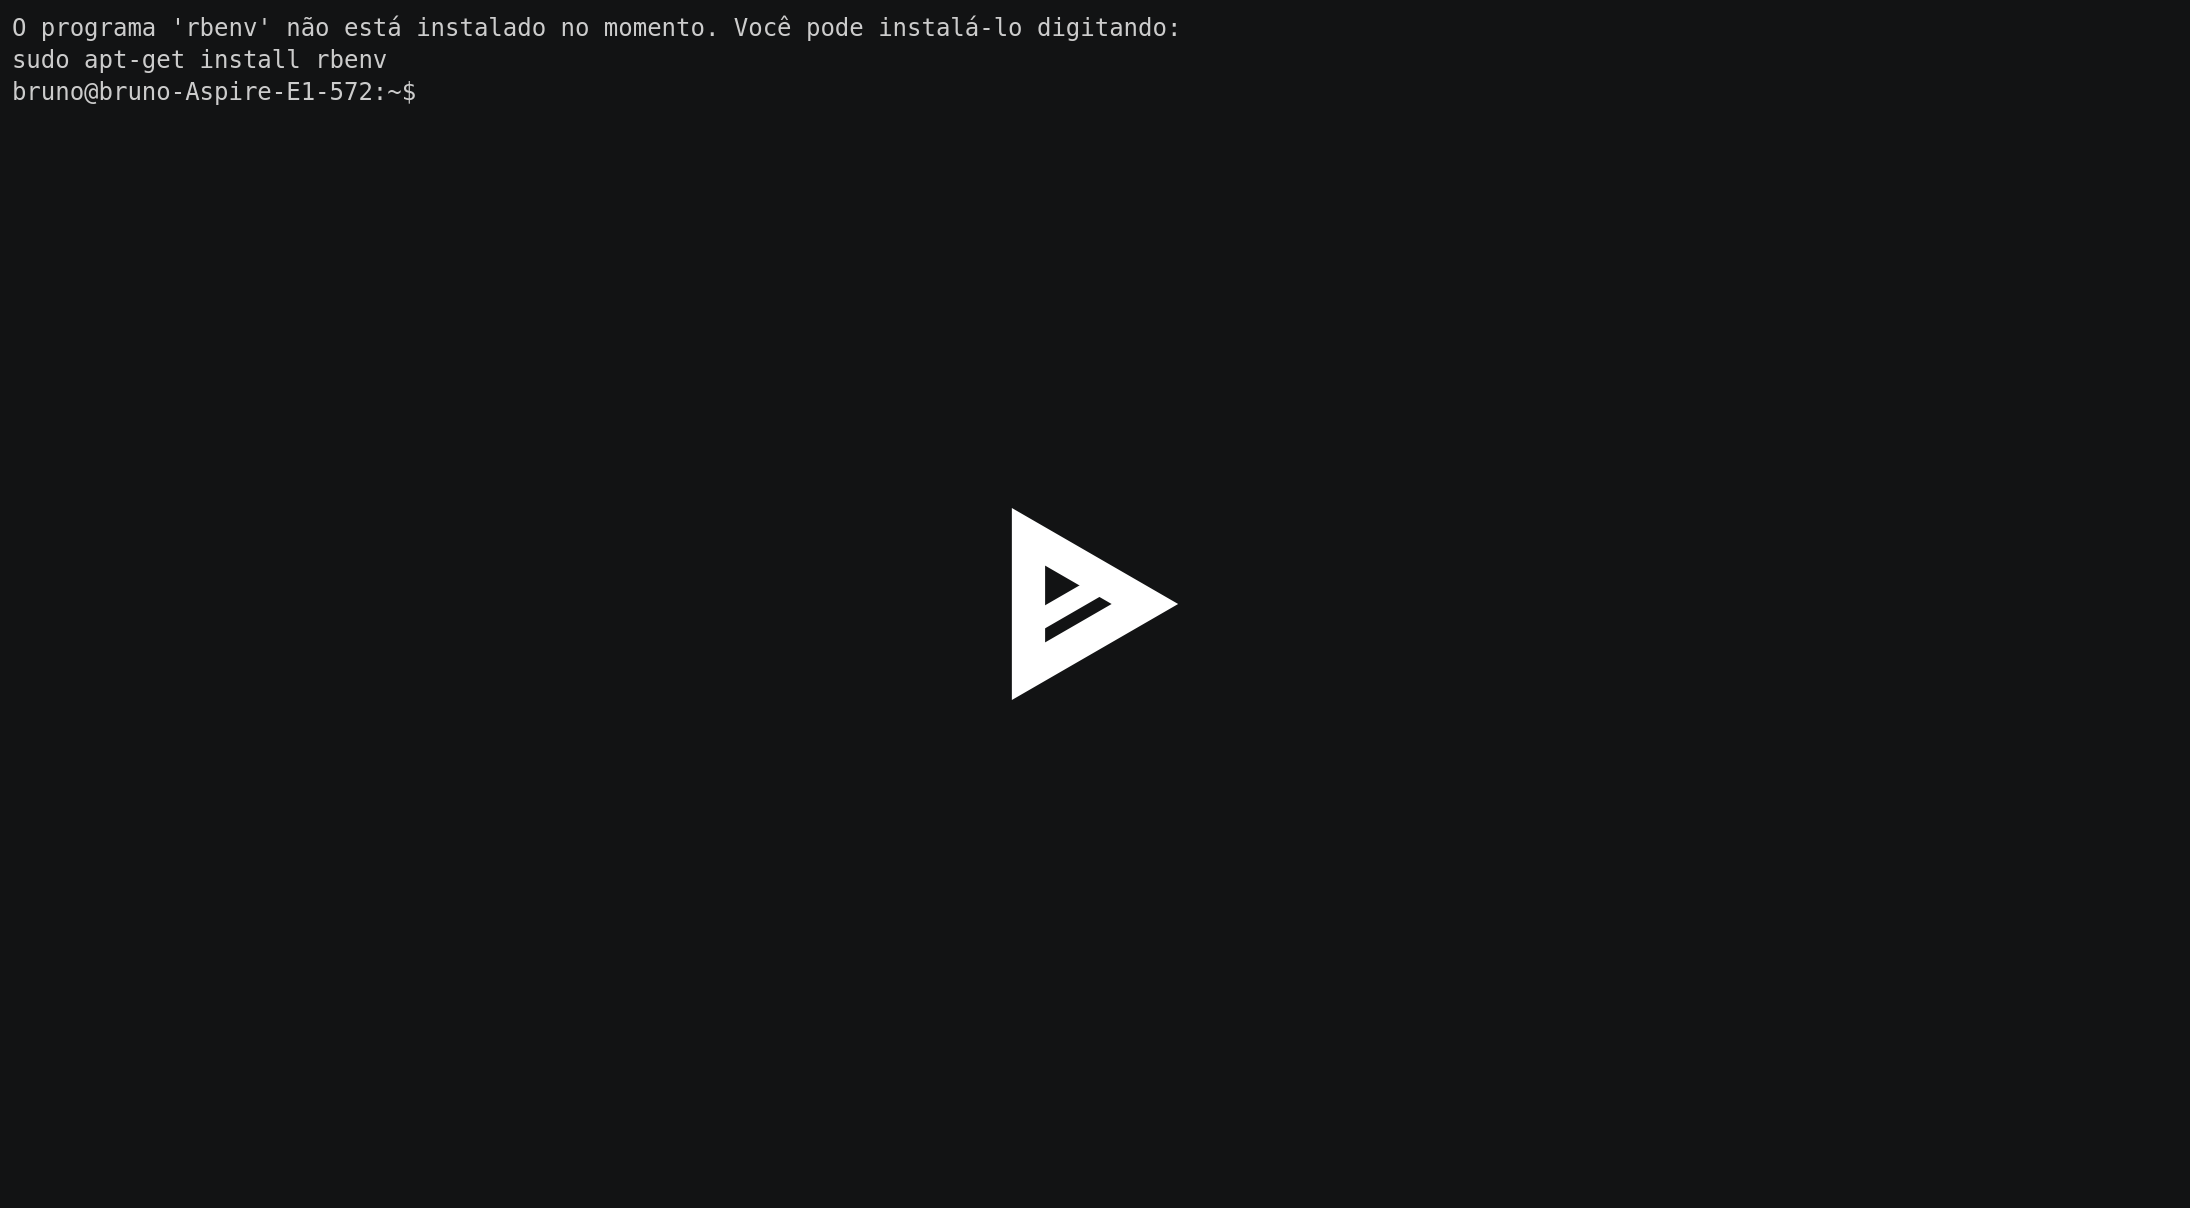 O programa 'rbenv' não está instalado no momento. Você pode instalá-lo digitando:
sudo apt-get install rbenv
bruno@bruno-Aspire-E1-572:~$